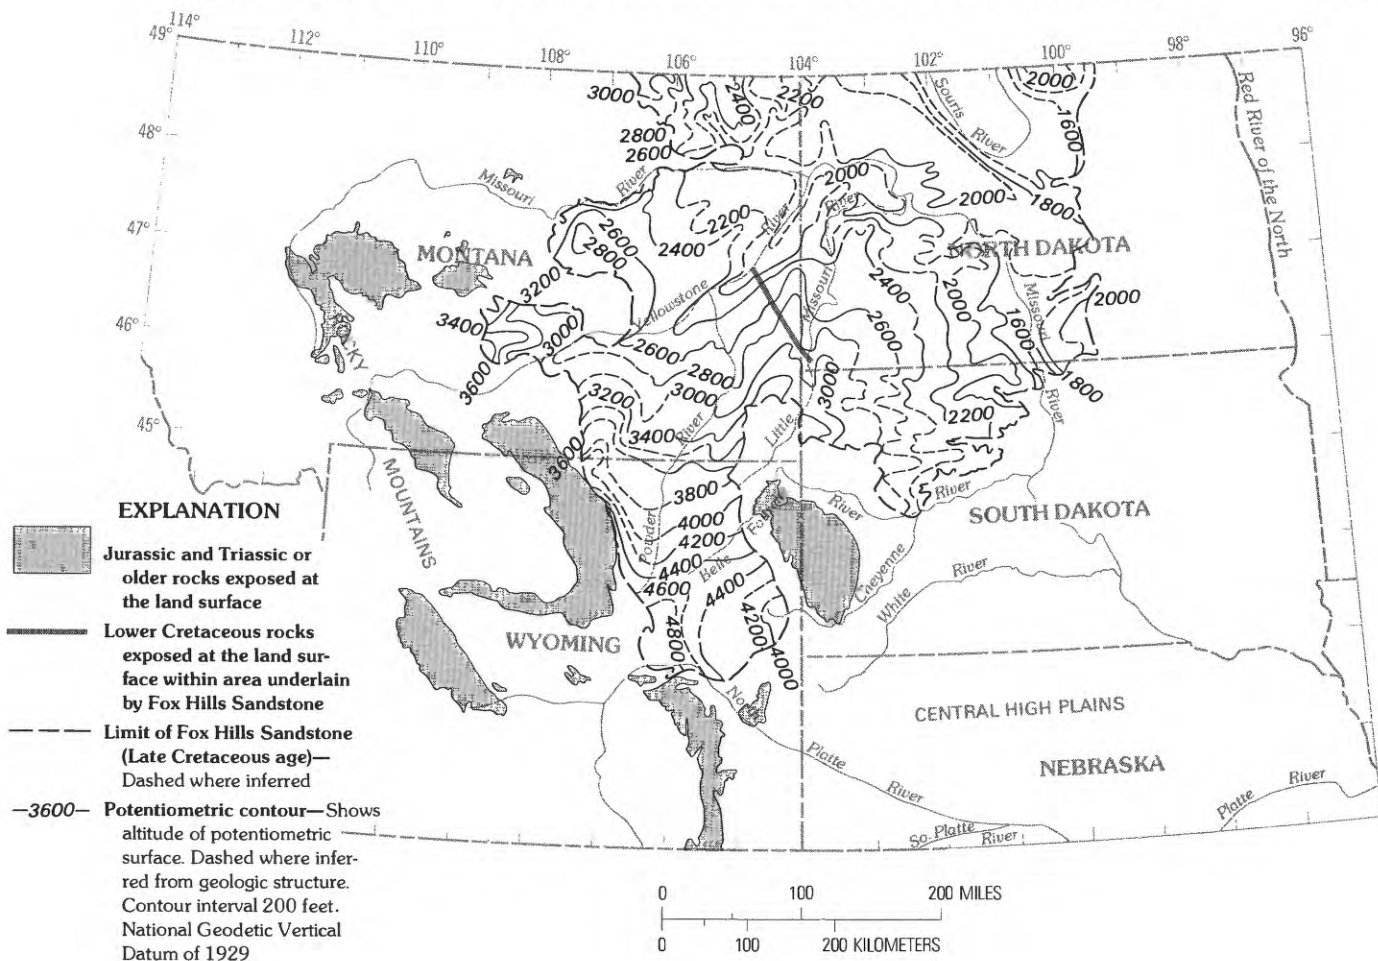 114°
49°
112°
110°
108°
106°
104°
102°
100°
98°
96°
48°
47°
46°
45°
3000
2400
2200
2000
1600
2800
2600
Souris
River
Red River of the North
Missouri
River
2000
2000
1800
River
River
2200
2400
2600
2800
MONTANA
NORTH DAKOTA
3200
3400
3000
3600
Yellowstone
Missouri
2400
2000
Missouri
2000
2600
1600
2600
2800
3000
3000
1800
3200
3400
River
Little
2200
River
ROCKY
MOUNTAINS
3600
3800
4000
4200
4400
4600
Powder
Belle
Fourche
River
River
SOUTH DAKOTA
Cheyenne
White
River
4400
4200
4000
4800
WYOMING
North
Platte
River
CENTRAL HIGH PLAINS
NEBRASKA
So. Platte
River
Platte
River
EXPLANATION
Jurassic and Triassic or
older rocks exposed at
the land surface
Lower Cretaceous rocks
exposed at the land sur-
face within area underlain
by Fox Hills Sandstone
Limit of Fox Hills Sandstone
(Late Cretaceous age)—
Dashed where inferred
—3600— Potentiometric contour—Shows
altitude of potentiometric
surface. Dashed where infer-
red from geologic structure.
Contour interval 200 feet.
National Geodetic Vertical
Datum of 1929
0 100 200 MILES
0 100 200 KILOMETERS